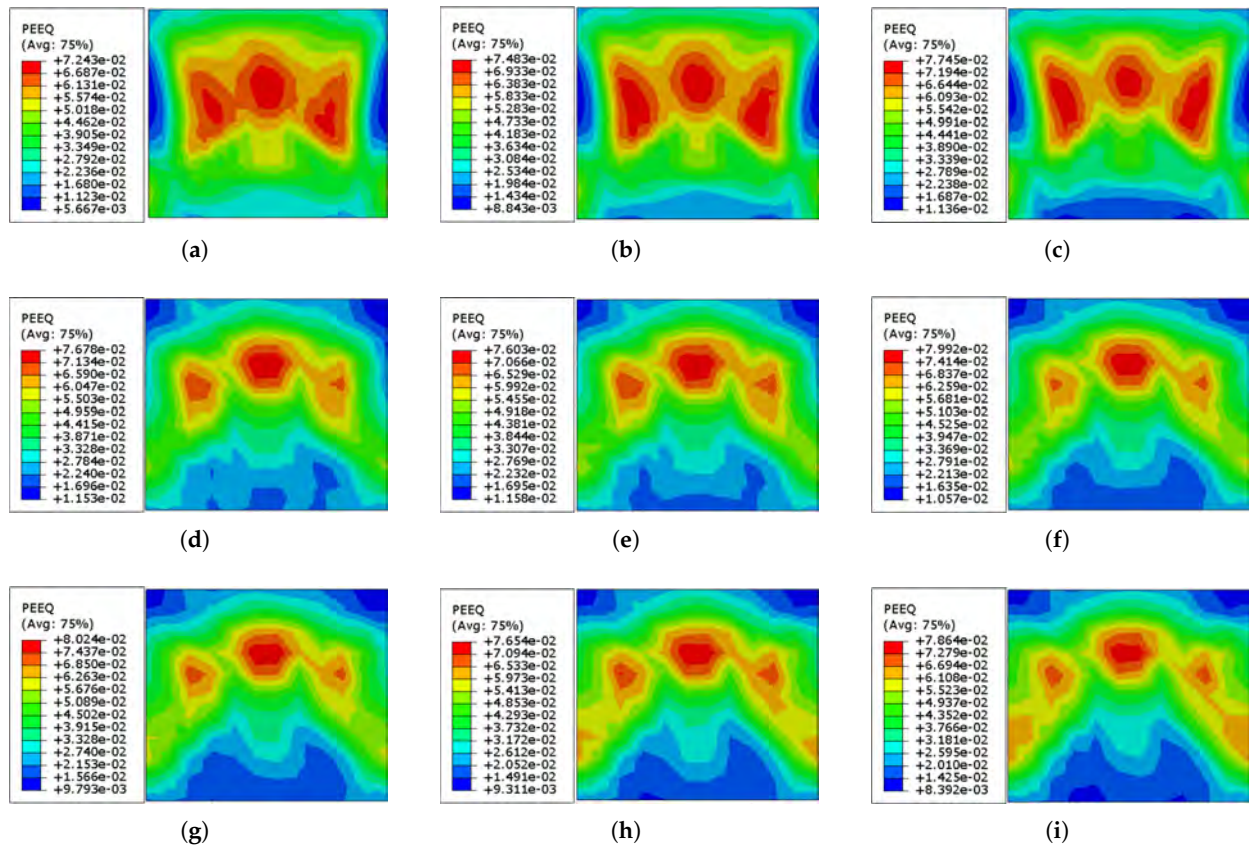 PEEQ
(Avg: 75%)
+7.243e-02
+6.687e-02
+6.131e-02
+5.574e-02
+5.018e-02
+4.462e-02
+3.905e-02
+3.349e-02
+2.792e-02
+2.236e-02
+1.680e-02
+1.123e-02
+5.667e-03
(a)
PEEQ
(Avg: 75%)
+7.483e-02
+6.933e-02
+6.383e-02
+5.833e-02
+5.283e-02
+4.733e-02
+4.183e-02
+3.634e-02
+3.084e-02
+2.534e-02
+1.984e-02
+1.434e-02
+8.843e-03
(b)
PEEQ
(Avg: 75%)
+7.745e-02
+7.194e-02
+6.644e-02
+6.093e-02
+5.542e-02
+4.991e-02
+4.441e-02
+3.890e-02
+3.339e-02
+2.789e-02
+2.238e-02
+1.687e-02
+1.136e-02
(c)
PEEQ
(Avg: 75%)
+7.678e-02
+7.134e-02
+6.590e-02
+6.047e-02
+5.503e-02
+4.959e-02
+4.415e-02
+3.871e-02
+3.328e-02
+2.784e-02
+2.240e-02
+1.696e-02
+1.153e-02
(d)
PEEQ
(Avg: 75%)
+7.603e-02
+7.066e-02
+6.529e-02
+5.992e-02
+5.455e-02
+4.918e-02
+4.381e-02
+3.844e-02
+3.307e-02
+2.769e-02
+2.232e-02
+1.695e-02
+1.158e-02
(e)
PEEQ
(Avg: 75%)
+7.992e-02
+7.414e-02
+6.837e-02
+6.259e-02
+5.681e-02
+5.103e-02
+4.525e-02
+3.947e-02
+3.369e-02
+2.791e-02
+2.213e-02
+1.635e-02
+1.057e-02
(f)
PEEQ
(Avg: 75%)
+8.024e-02
+7.437e-02
+6.850e-02
+6.263e-02
+5.676e-02
+5.089e-02
+4.502e-02
+3.915e-02
+3.328e-02
+2.740e-02
+2.153e-02
+1.566e-02
+9.793e-03
(g)
PEEQ
(Avg: 75%)
+7.654e-02
+7.094e-02
+6.533e-02
+5.973e-02
+5.413e-02
+4.853e-02
+4.293e-02
+3.732e-02
+3.172e-02
+2.612e-02
+2.052e-02
+1.491e-02
+9.311e-03
(h)
PEEQ
(Avg: 75%)
+7.864e-02
+7.279e-02
+6.694e-02
+6.108e-02
+5.523e-02
+4.937e-02
+4.352e-02
+3.766e-02
+3.181e-02
+2.595e-02
+2.010e-02
+1.425e-02
+8.392e-03
(i)